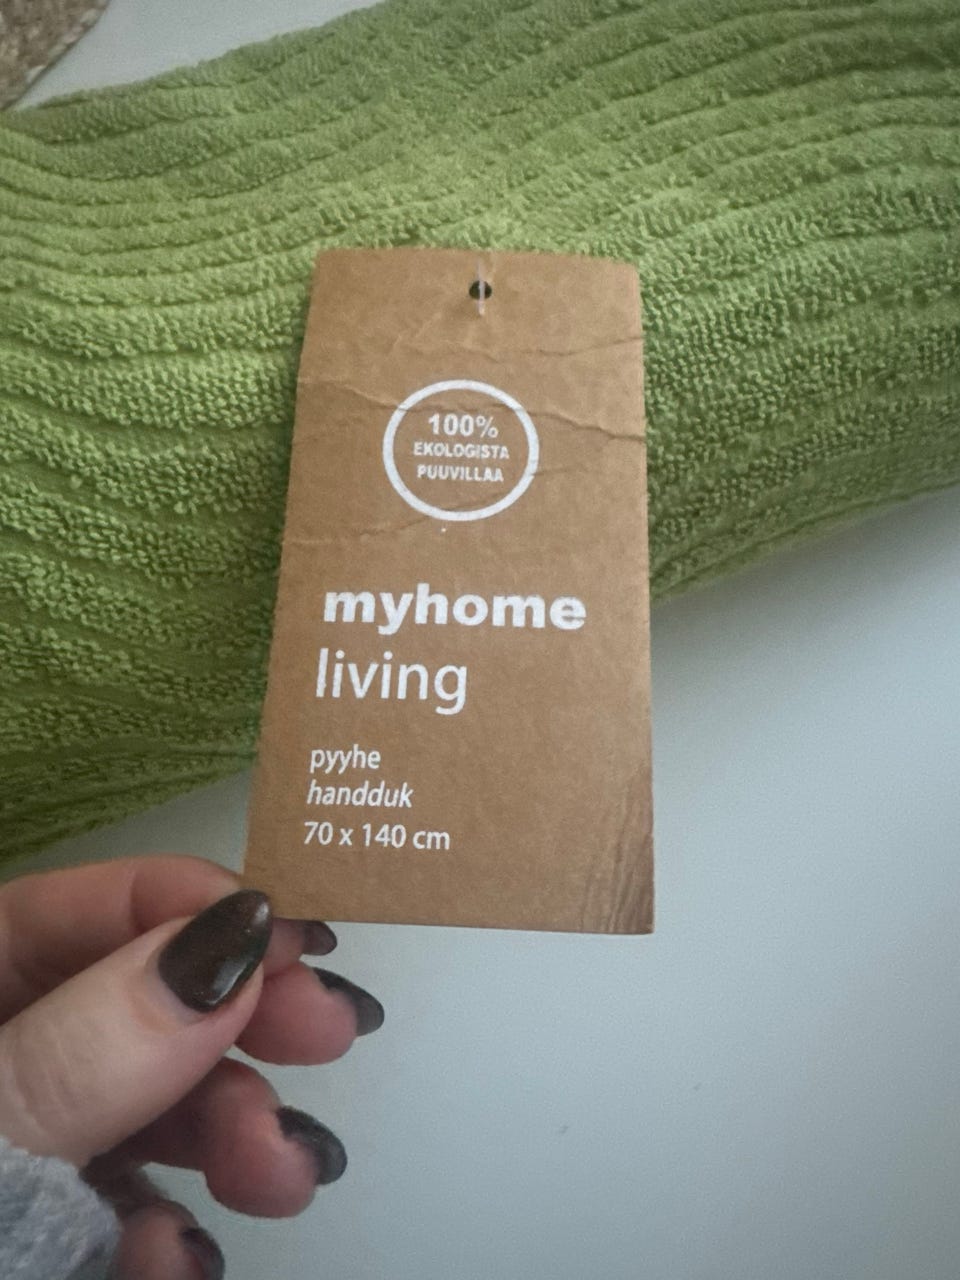 100%
EKOLOGISTA
PUUVILLAA
myhome
living
pyyhe
handduk
70 x 140 cm